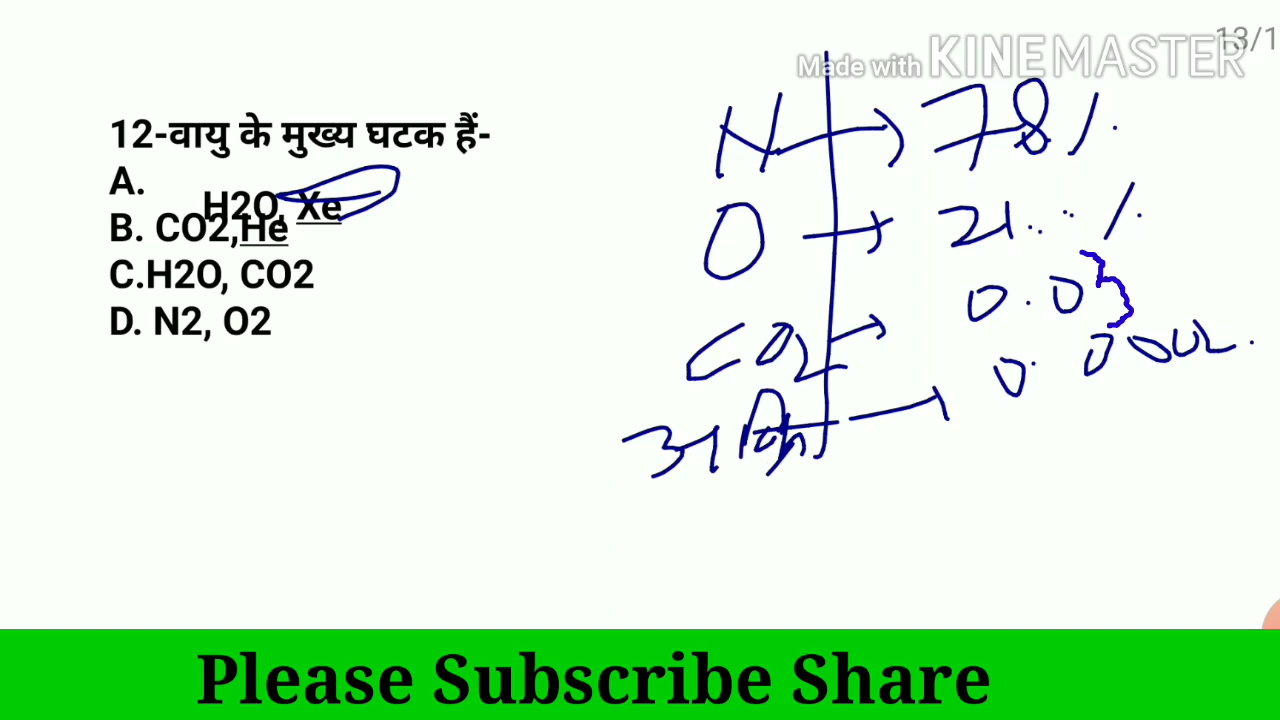 13/1
Made with KINEMASTER
12-वायु के मुख्य घटक हैं-
A.
H2O, Xe
B. CO2,He
C.H2O, CO2
D. N2, O2
N → 78%.
O → 21..%
CO2 → 0.03
→ 0.
Please Subscribe Share